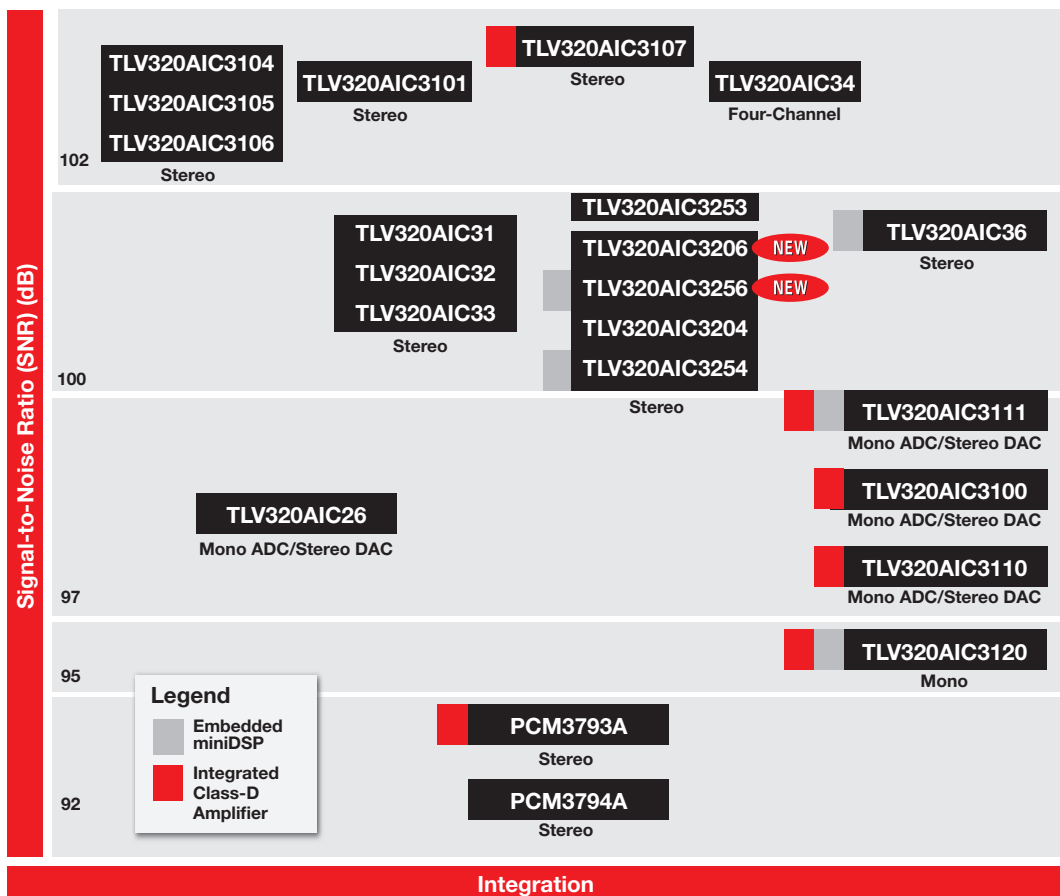 Signal-to-Noise Ratio (SNR) (dB)
102
TLV320AIC3104
TLV320AIC3105
TLV320AIC3106
Stereo
TLV320AIC3101
Stereo
TLV320AIC3107
Stereo
TLV320AIC34
Four-Channel
100
TLV320AIC31
TLV320AIC32
TLV320AIC33
Stereo
TLV320AIC3253
TLV320AIC3206 NEW
TLV320AIC3256 NEW
TLV320AIC3204
TLV320AIC3254
Stereo
TLV320AIC36
Stereo
97
TLV320AIC26
Mono ADC/Stereo DAC
TLV320AIC3111
Mono ADC/Stereo DAC
TLV320AIC3100
Mono ADC/Stereo DAC
TLV320AIC3110
Mono ADC/Stereo DAC
95
TLV320AIC3120
Mono
92
PCM3793A
Stereo
PCM3794A
Stereo
Legend
Embedded
miniDSP
Integrated
Class-D
Amplifier
Integration